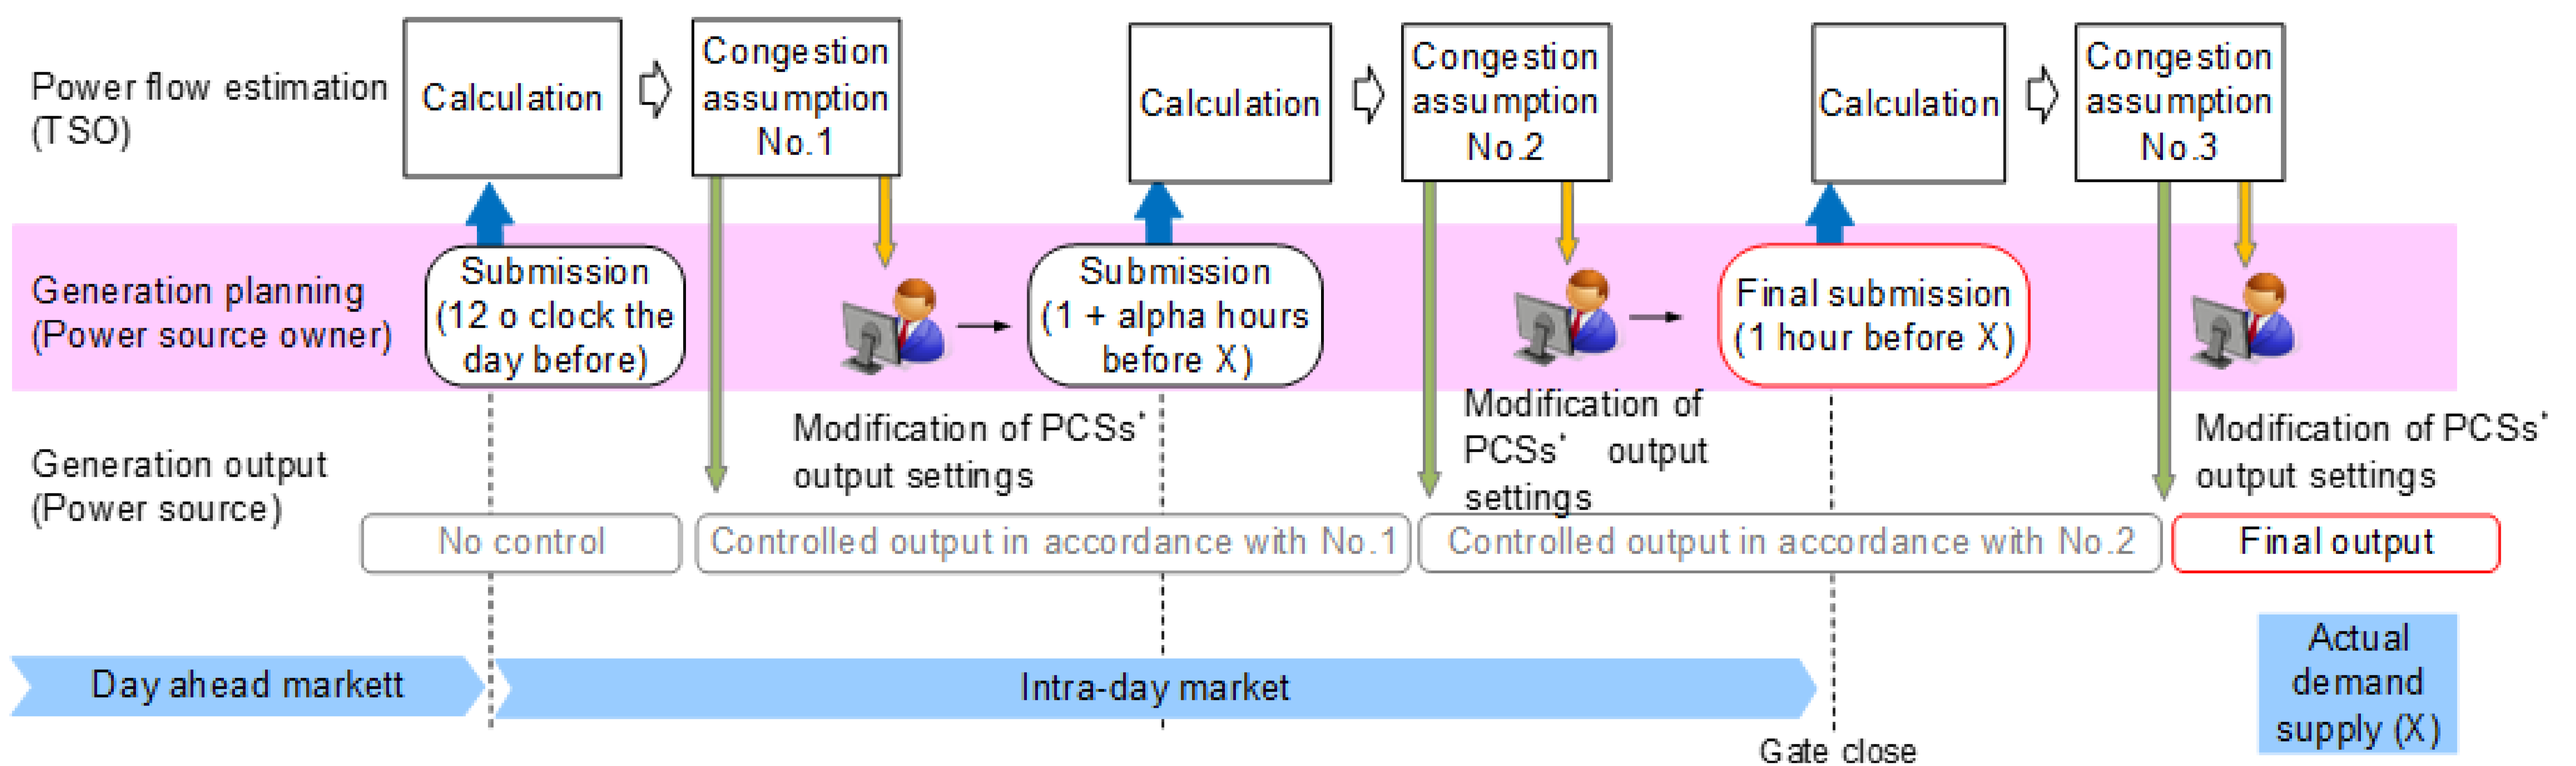 Power flow estimation
(TSO)
Calculation
Congestion
assumption
No.1
Calculation
Congestion
assumption
No.2
Calculation
Congestion
assumption
No.3
Generation planning
(Power source owner)
Submission
(12 o clock the
day before)
Submission
(1 + alpha hours
before X)
Final submission
(1 hour before X)
Generation output
(Power source)
Modification of PCSs*
output settings
Modification of
PCSs* output
settings
Modification of PCSs*
output settings
No control
Controlled output in accordance with No.1
Controlled output in accordance with No.2
Final output
Day ahead markett
Intra-day market
Gate close
Actual
demand
supply (X)